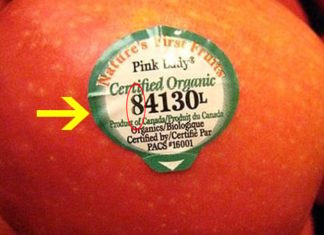 Nature's First Fruits
Pink Lady®
Certified Organic
84130L
Product of Canada/Produit du Canada
Organics/Biologique
Certified by/Certifié Par
PACS #16001